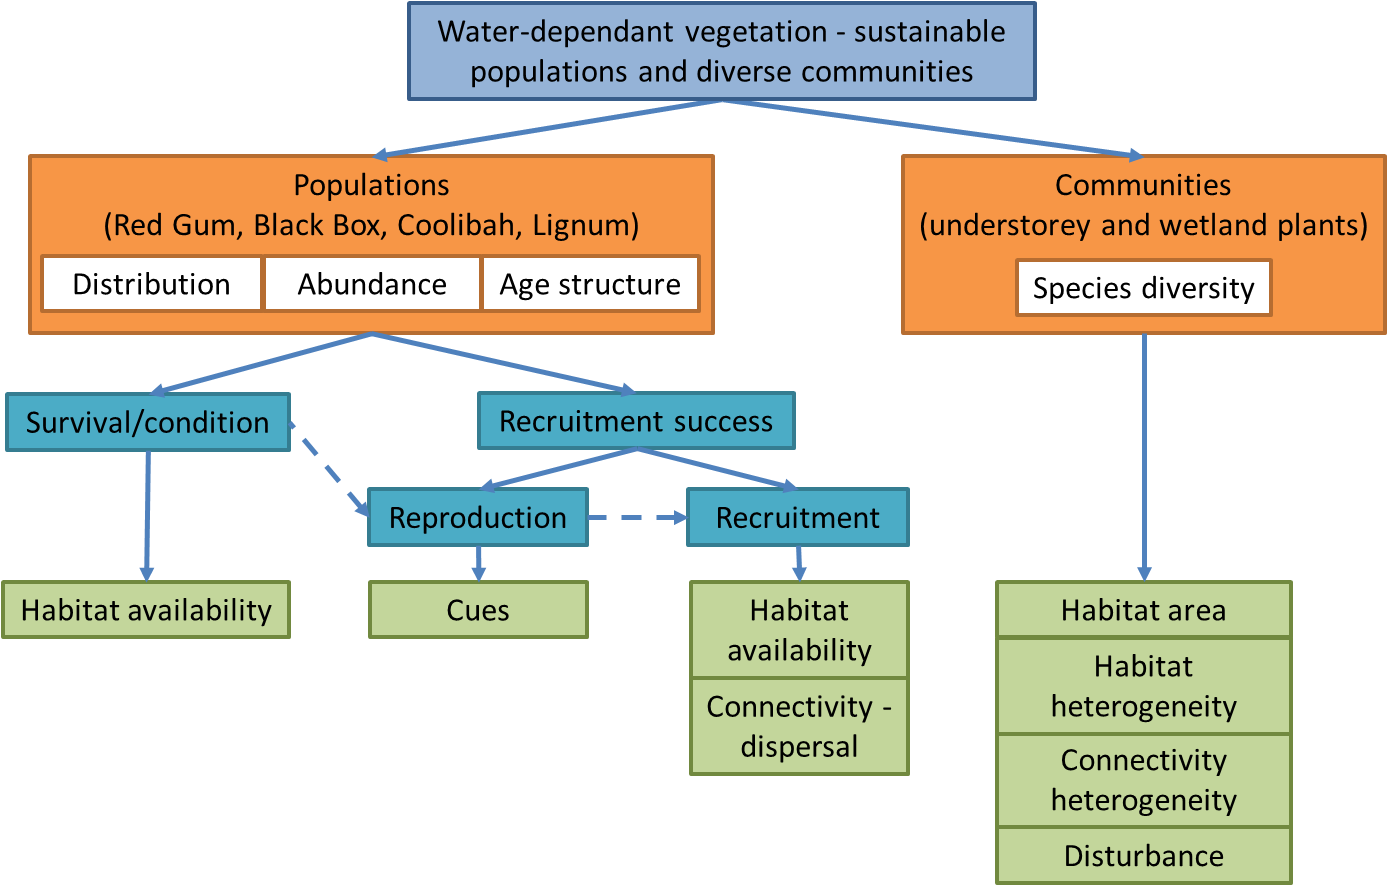 Water-dependant vegetation - sustainable
populations and diverse communities
Populations
(Red Gum, Black Box, Coolibah, Lignum)
Distribution
Abundance
Age structure
Communities
(understorey and wetland plants)
Species diversity
Survival/condition
Recruitment success
Reproduction
Recruitment
Habitat availability
Cues
Habitat
availability
Connectivity -
dispersal
Habitat area
Habitat
heterogeneity
Connectivity
heterogeneity
Disturbance